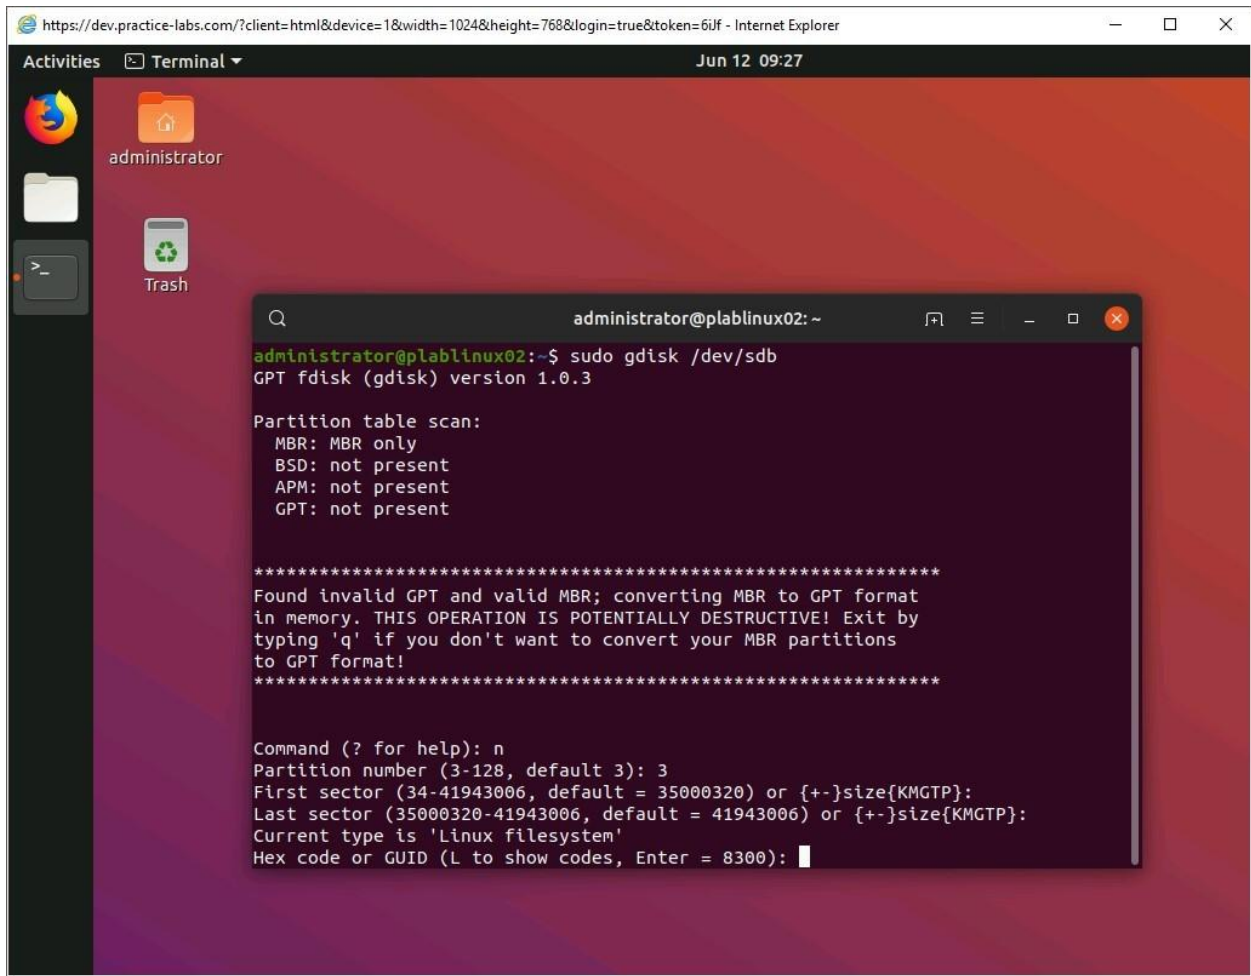 https://dev.practice-labs.com/?client=html&device=1&width=1024&height=768&login=true&token=6iJf - Internet Explorer
Activities Terminal Jun 12 09:27
administrator
Trash
administrator@plablinux02: ~
administrator@plablinux02:~$ sudo gdisk /dev/sdb
GPT fdisk (gdisk) version 1.0.3
Partition table scan:
MBR: MBR only
BSD: not present
APM: not present
GPT: not present
***************************************************************
Found invalid GPT and valid MBR; converting MBR to GPT format
in memory. THIS OPERATION IS POTENTIALLY DESTRUCTIVE! Exit by
typing 'q' if you don't want to convert your MBR partitions
to GPT format!
***************************************************************
Command (? for help): n
Partition number (3-128, default 3): 3
First sector (34-41943006, default = 35000320) or {+-}size{KMGTP}:
Last sector (35000320-41943006, default = 41943006) or {+-}size{KMGTP}:
Current type is 'Linux filesystem'
Hex code or GUID (L to show codes, Enter = 8300):